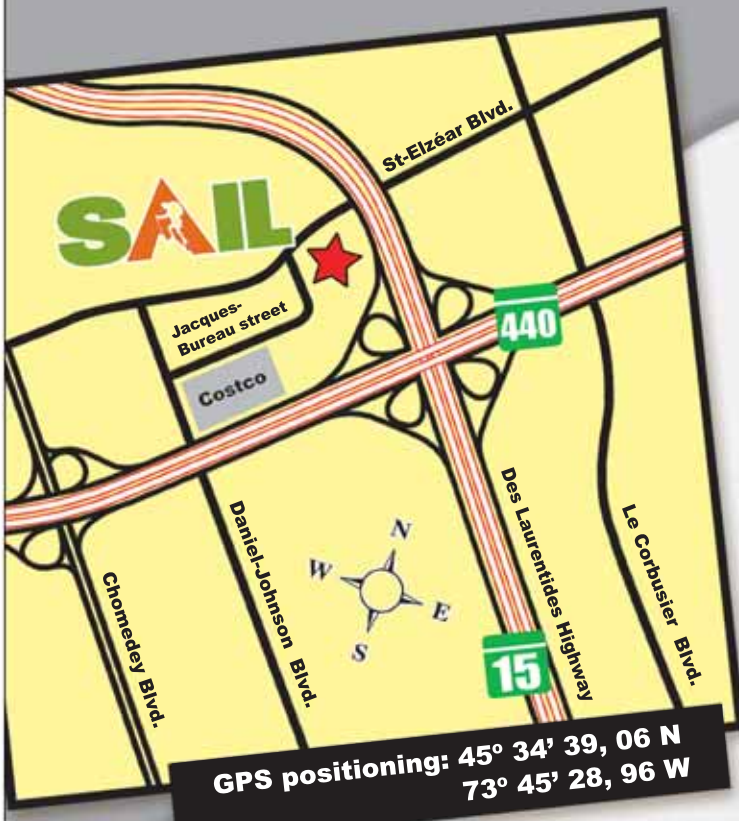 St-Elzéar Blvd.
SAIL
Jacques-
Bureau street
440
Costco
N
W
E
S
Des Laurentides Highway
Le Corbusier Blvd.
Daniel-Johnson Blvd.
Chomedey Blvd.
15
GPS positioning: 45º 34’ 39, 06 N
73º 45’ 28, 96 W